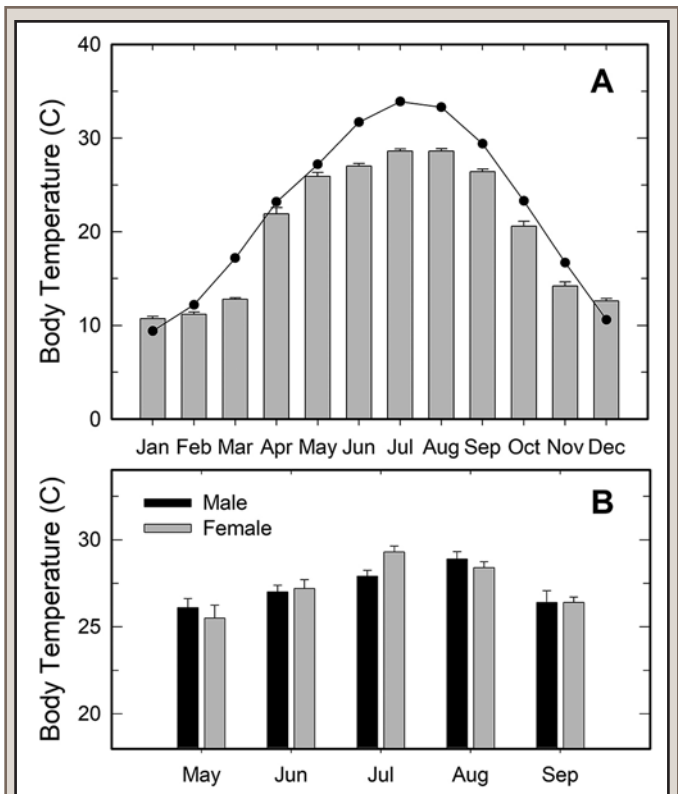 40
A
30
20
10
0
Body Temperature (C)
Jan Feb Mar Apr May Jun Jul Aug Sep Oct Nov Dec
B
Male
Female
30
25
20
Body Temperature (C)
May Jun Jul Aug Sep